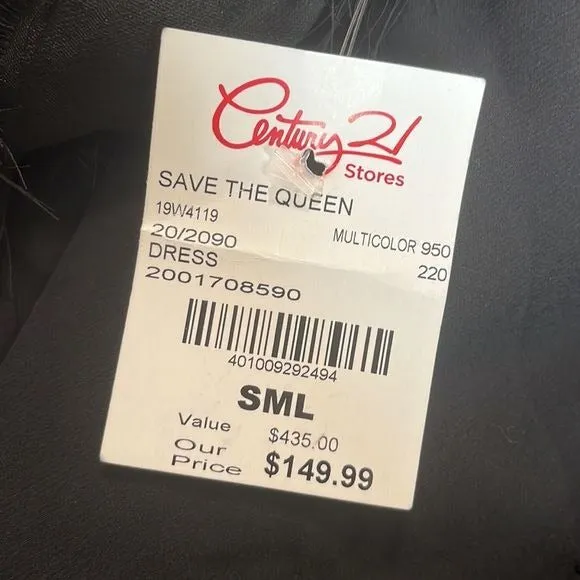 Century 21
Stores
SAVE THE QUEEN
19W4119
MULTICOLOR 950
20/2090
220
DRESS
2001708590
401009292494
SML
Value $435.00
Our
Price $149.99